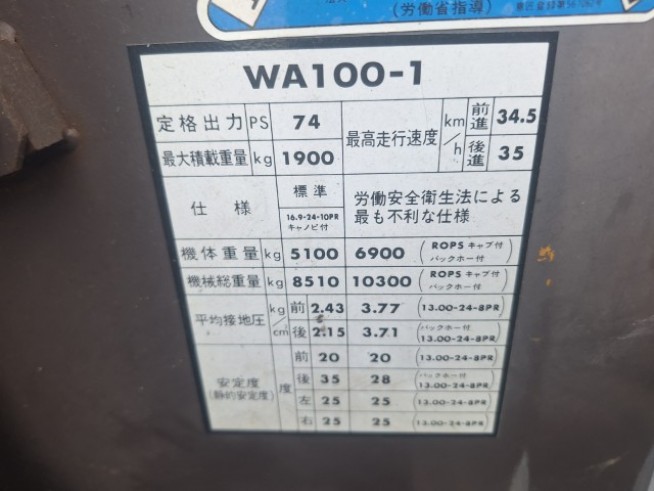 (労働省指導)
WA100-1
定格出力 PS 74 最高走行速度 km/h 前進 34.5
最大積載重量 kg 1900 後進 35
仕様 標準 16.9-24-10PR キャノピ付 労働安全衛生法による最も不利な仕様
機体重量 kg 5100 6900 (ROPSキャブ付 バックホー付)
機械総重量 kg 8510 10300 (ROPSキャブ付 バックホー付)
平均接地圧 kg/cm 前 2.43 3.77 (13.00-24-8PR)
後 2.15 3.71 (バックホー付 13.00-24-8PR)
安定度 (静的安定度) 度 前 20 20 (13.00-24-8PR)
後 35 28 (バックホー付 13.00-24-8PR)
左 25 25 (13.00-24-8PR)
右 25 25 (13.00-24-8PR)